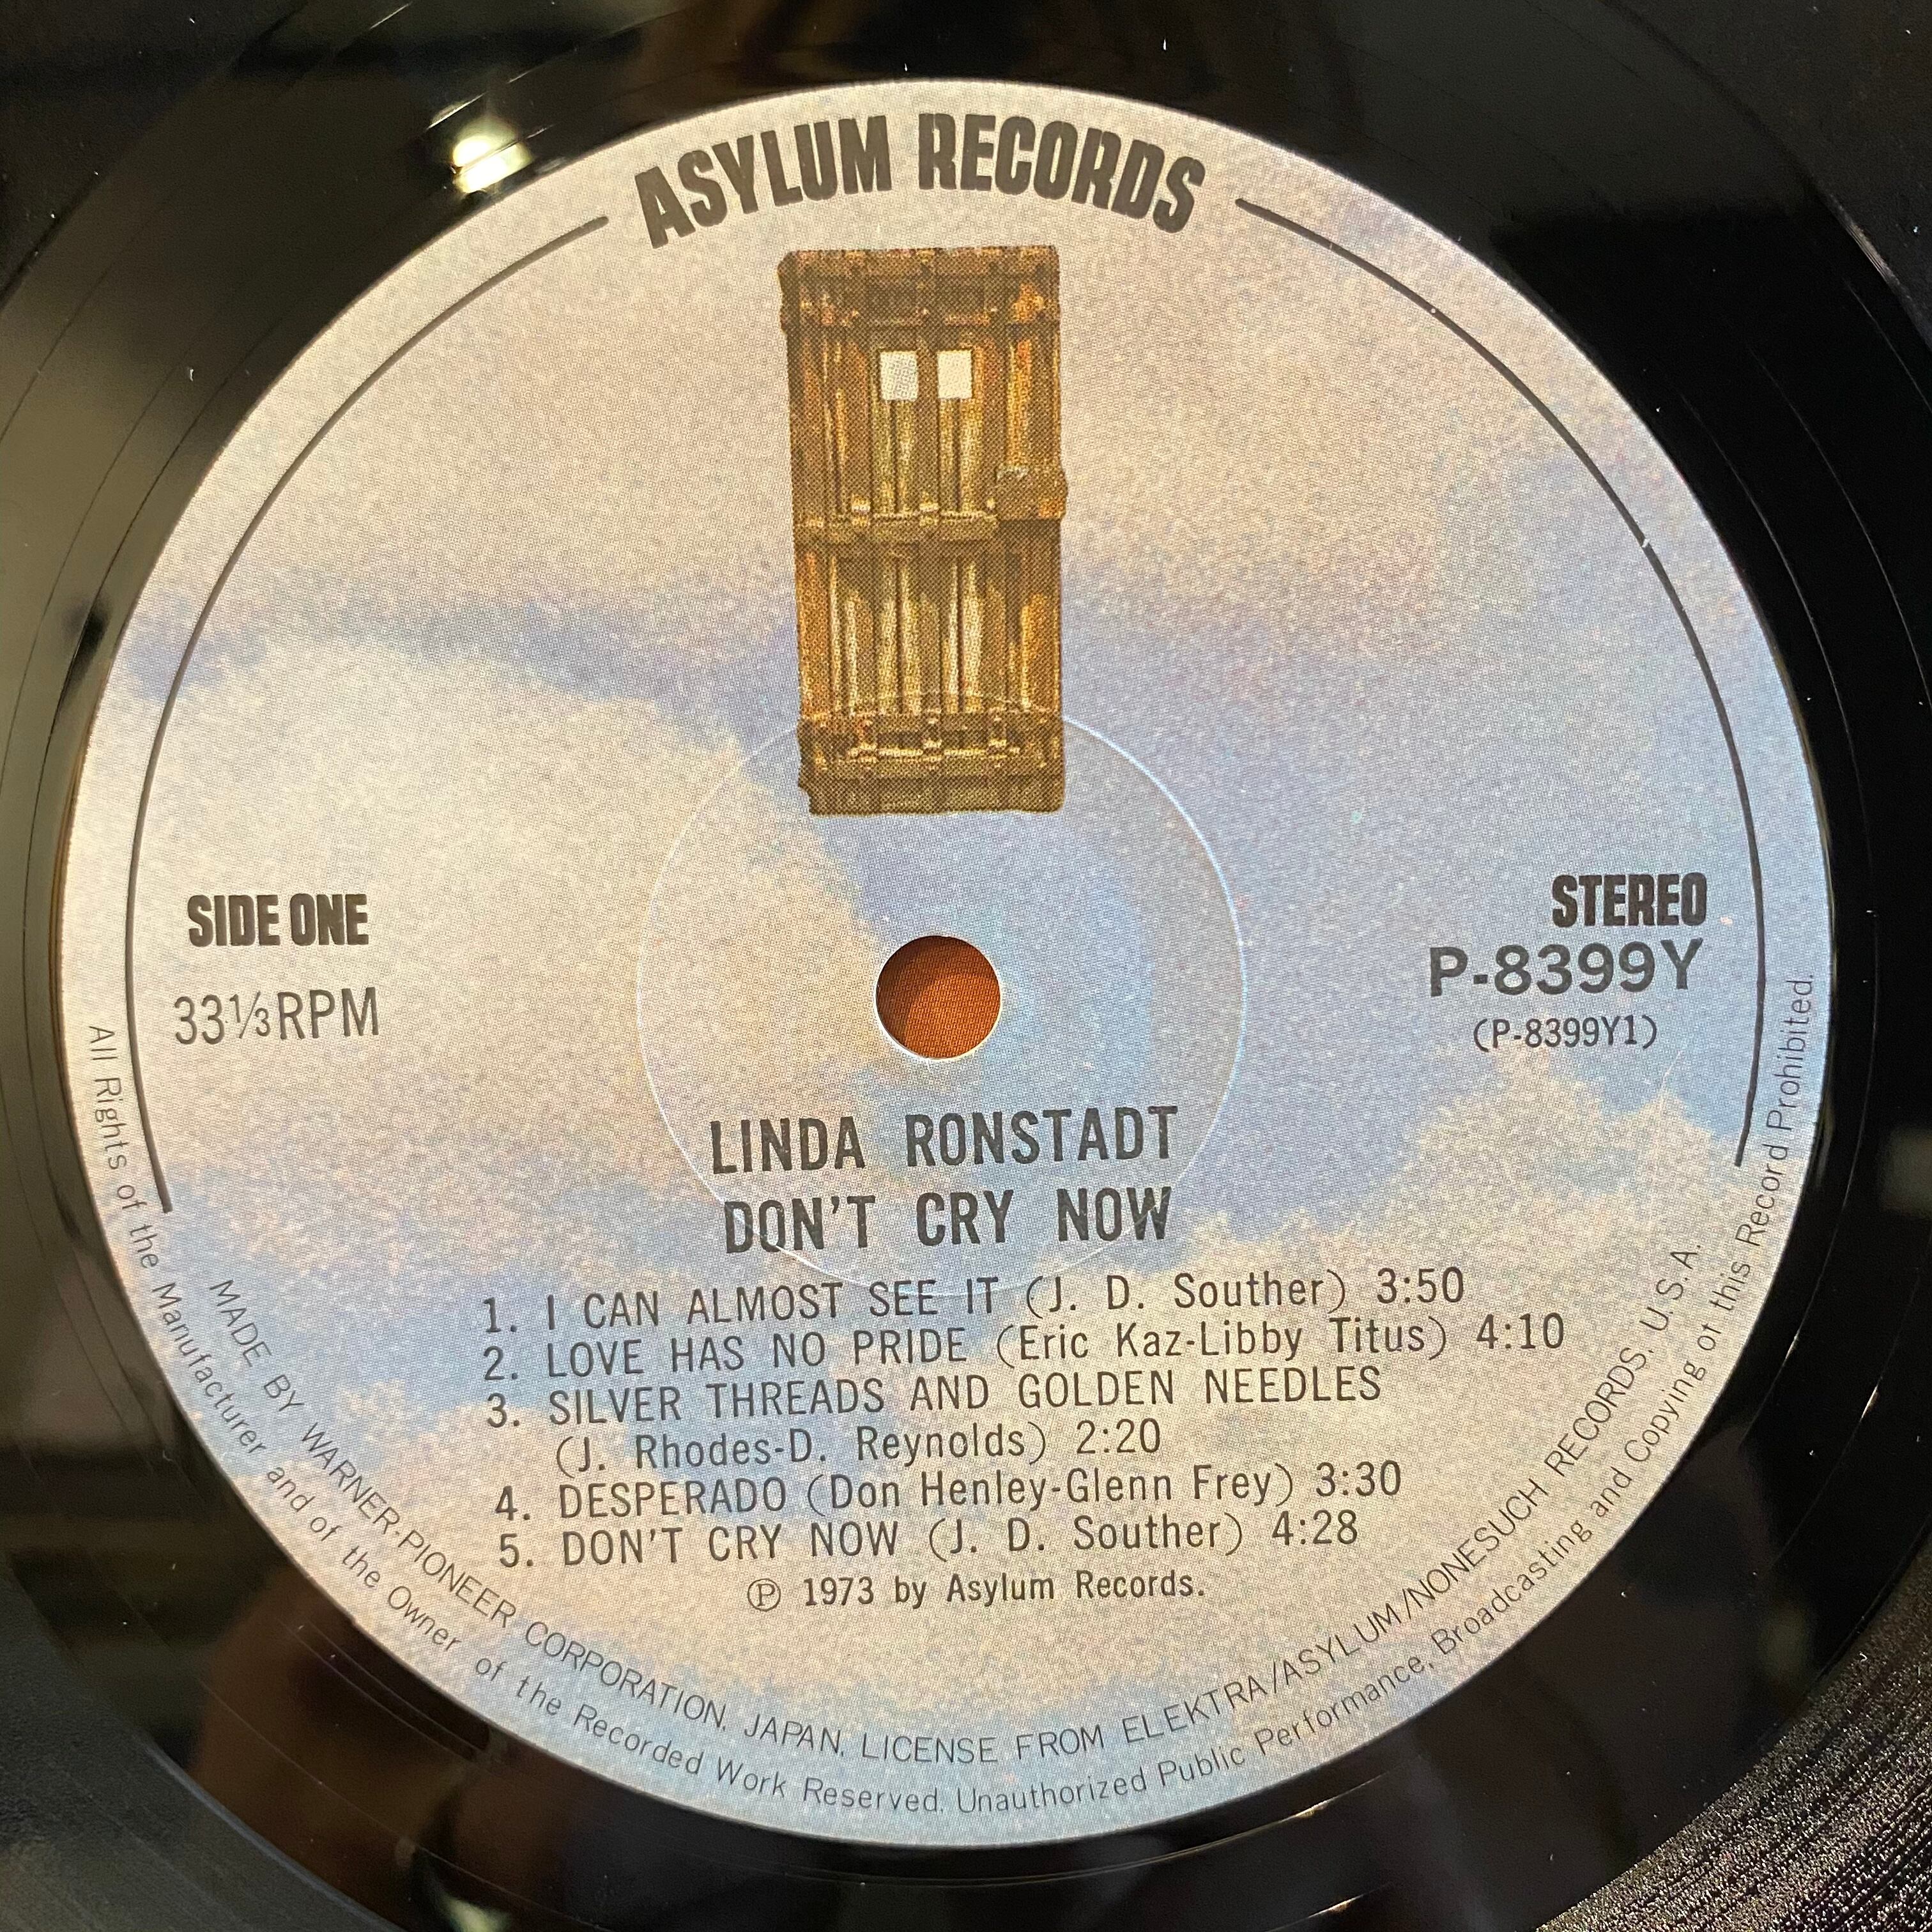 ASYLUM RECORDS
SIDE ONE
33⅓RPM
STEREO
P-8399Y
(P-8399Y1)
LINDA RONSTADT
DON'T CRY NOW
1. I CAN ALMOST SEE IT (J. D. Souther) 3:50
2. LOVE HAS NO PRIDE (Eric Kaz-Libby Titus) 4:10
3. SILVER THREADS AND GOLDEN NEEDLES
(J. Rhodes-D. Reynolds) 2:20
4. DESPERADO (Don Henley-Glenn Frey) 3:30
5. DON'T CRY NOW (J. D. Souther) 4:28
Ⓟ 1973 by Asylum Records.
MADE BY WARNER-PIONEER CORPORATION, JAPAN, LICENSE FROM ELEKTRA/ASYLUM/NONESUCH RECORDS, U.S.A.
All Rights of the Manufacturer and of the Owner of the Recorded Work Reserved. Unauthorized Public Performance, Broadcasting and Copying of this Record Prohibited.